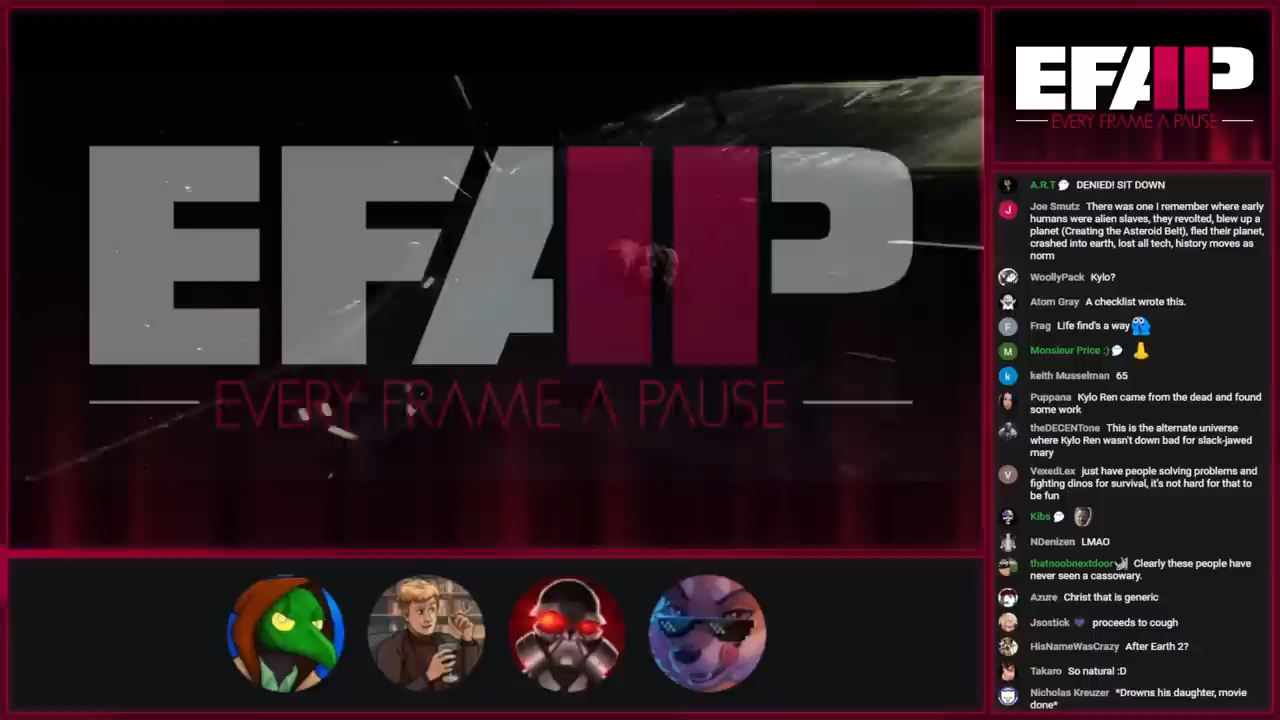 EFAP
EVERY FRAME A PAUSE
EFAP
EVERY FRAME A PAUSE
A.R.T DENIED! SIT DOWN
Joe Smutz There was one I remember where early
humans were alien slaves, they revolted, blew up a
planet (Creating the Asteroid Belt), fled their planet,
crashed into earth, lost all tech, history moves as
norm
WoollyPack Kylo?
Atom Gray A checklist wrote this.
Frag Life find's a way
Monsieur Price :)
keith Musselman 65
Puppana Kylo Ren came from the dead and found
some work
theDECENTone This is the alternate universe
where Kylo Ren wasn't down bad for slack-jawed
mary
VexedLex just have people solving problems and
fighting dinos for survival, it's not hard for that to
be fun
Kibs
NDenizen LMAO
thatnoobnextdoor Clearly these people have
never seen a cassowary.
Azure Christ that is generic
Jsostick proceeds to cough
HisNameWasCrazy After Earth 2?
Takaro So natural :D
Nicholas Kreuzer *Drowns his daughter, movie
done*